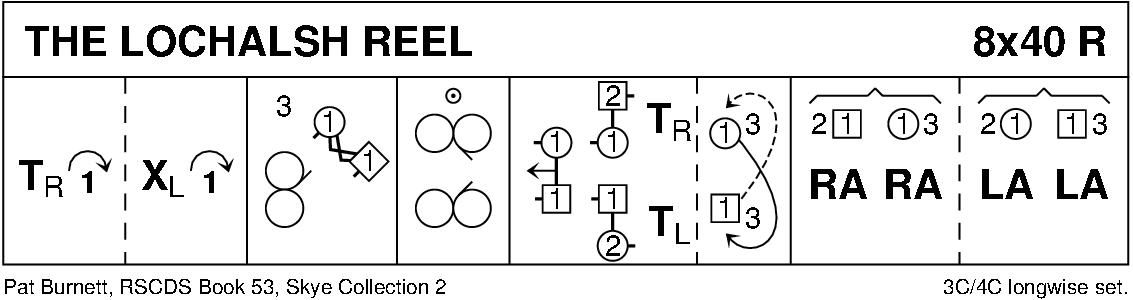 THE LOCHALSH REEL 8x40 R
TR 1 XL 1
3 1 1
1 1 2 1 TR
1 2 TL
1 3 1 3
2 1 1 3 2 1 1 3
RA RA LA LA
Pat Burnett, RSCDS Book 53, Skye Collection 2 3C/4C longwise set.